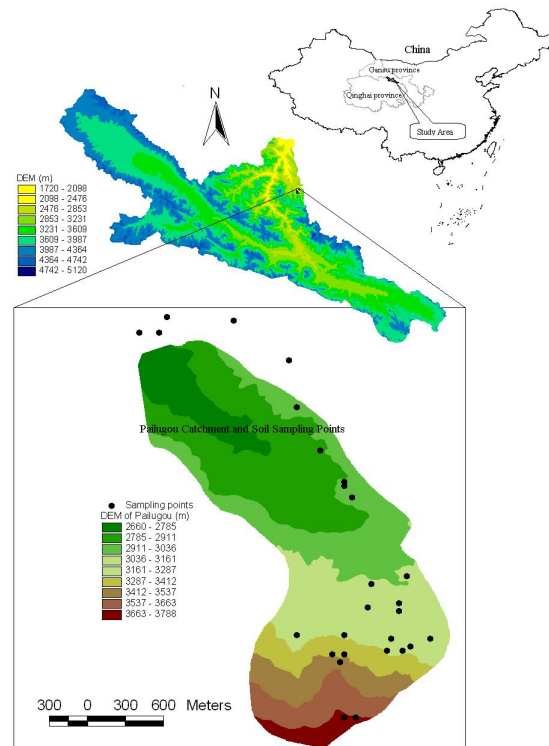 China
Gansu province
Qinghai province
Study Area
N
DEM (m)
1720 - 2098
2098 - 2476
2476 - 2853
2853 - 3231
3231 - 3609
3609 - 3987
3987 - 4364
4364 - 4742
4742 - 5120
Pailugou Catchment and Soil Sampling Points
Sampling points
DEM of Pailugou (m)
2660 - 2785
2785 - 2911
2911 - 3036
3036 - 3161
3161 - 3287
3287 - 3412
3412 - 3537
3537 - 3663
3663 - 3788
300 0 300 600 Meters